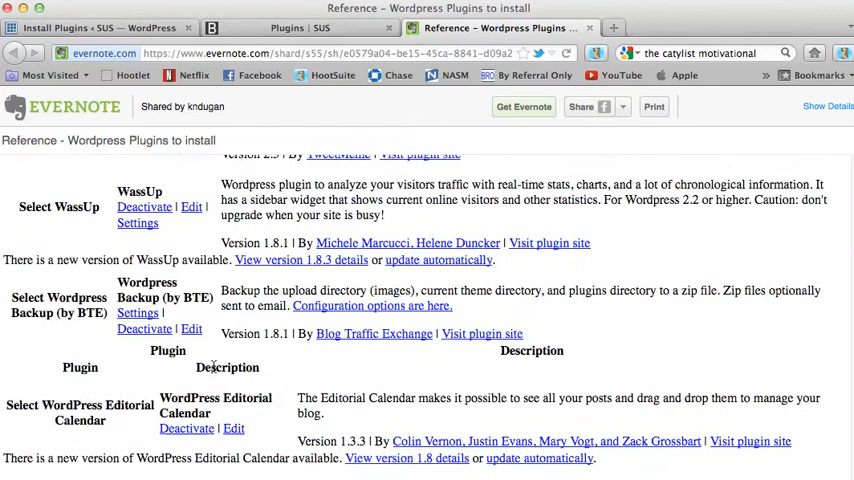 Reference - WordPress Plugins to install
Install Plugins ‹ SUS — WordPress
Plugins | SUS
Reference - WordPress Plugins ...
evernote.com
https://www.evernote.com/shard/s55/sh/e0579a04-be15-45ca-8841-d09a2
the catylist motivational
Most Visited
Hootlet
Netflix
Facebook
HootSuite
Chase
NASM
BRO By Referral Only
YouTube
Apple
» Bookmarks
EVERNOTE
Shared by kndugan
Get Evernote
Share
Print
Show Details
Reference - Wordpress Plugins to install
Version 2.5 | By TweetMeme | Visit plugin site
Select WassUp
WassUp
Deactivate | Edit |
Settings
Wordpress plugin to analyze your visitors traffic with real-time stats, charts, and a lot of chronological information. It
has a sidebar widget that shows current online visitors and other statistics. For Wordpress 2.2 or higher. Caution: don't
upgrade when your site is busy!
Version 1.8.1 | By Michele Marcucci, Helene Duncker | Visit plugin site
There is a new version of WassUp available. View version 1.8.3 details or update automatically.
Select Wordpress
Backup (by BTE)
Wordpress
Backup (by BTE)
Settings |
Deactivate | Edit
Backup the upload directory (images), current theme directory, and plugins directory to a zip file. Zip files optionally
sent to email. Configuration options are here.
Version 1.8.1 | By Blog Traffic Exchange | Visit plugin site
Plugin
Description
Plugin
Description
Select WordPress Editorial
Calendar
WordPress Editorial
Calendar
Deactivate | Edit
The Editorial Calendar makes it possible to see all your posts and drag and drop them to manage your
blog.
Version 1.3.3 | By Colin Vernon, Justin Evans, Mary Vogt, and Zack Grossbart | Visit plugin site
There is a new version of WordPress Editorial Calendar available. View version 1.8 details or update automatically.